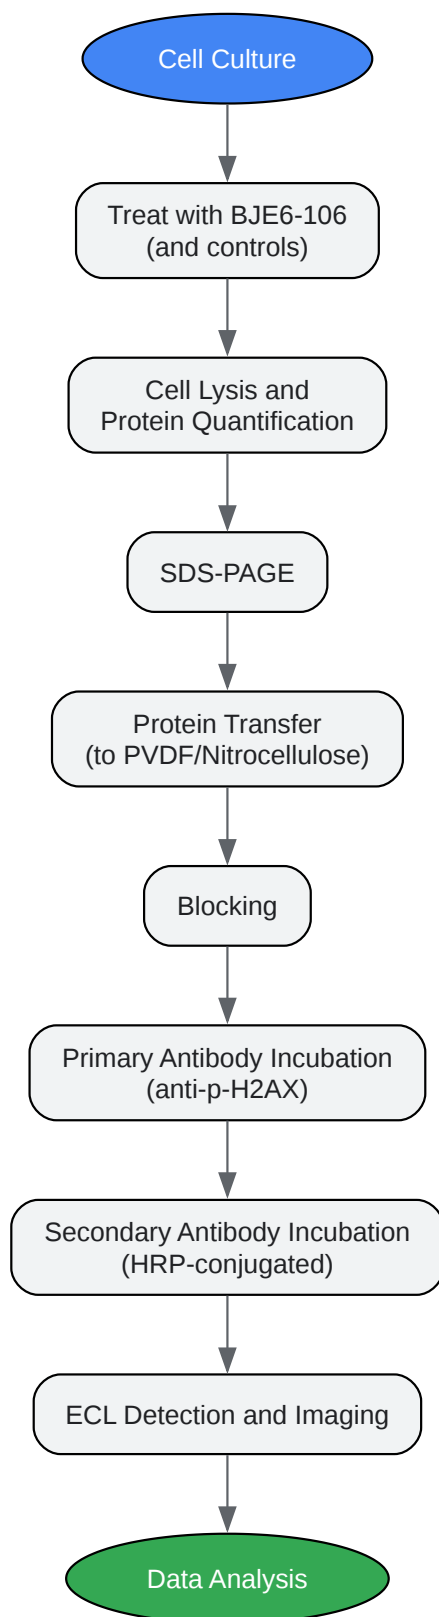 Cell Culture
Treat with BJE6-106
(and controls)
Cell Lysis and
Protein Quantification
SDS-PAGE
Protein Transfer
(to PVDF/Nitrocellulose)
Blocking
Primary Antibody Incubation
(anti-p-H2AX)
Secondary Antibody Incubation
(HRP-conjugated)
ECL Detection and Imaging
Data Analysis